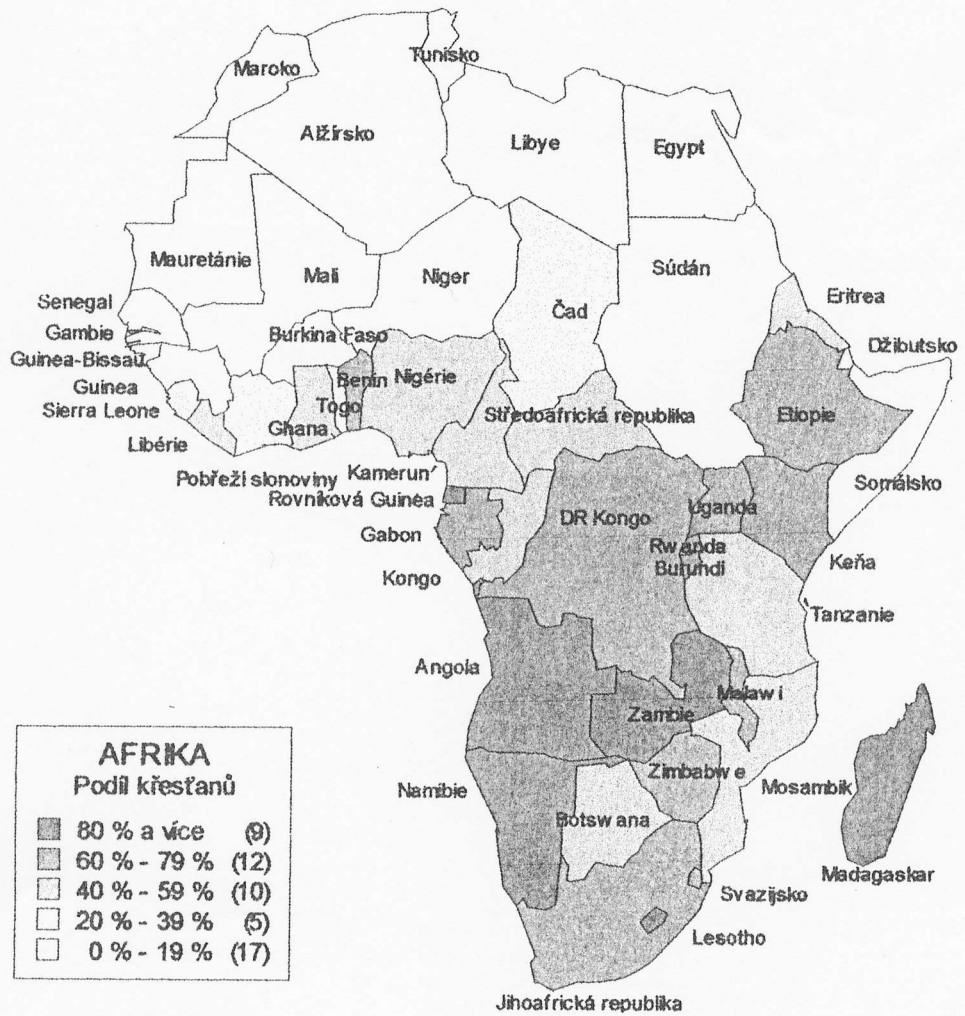 Maroko
Tunisko
Alžírsko
Libye
Egypt
Mauretánie
Mali
Niger
Čad
Súdán
Eritrea
Senegal
Gambie
Burkina Faso
Džibutsko
Guinea-Bissau
Guinea
Benin
Nigérie
Etiopie
Sierra Leone
Togo
Středoafrická republika
Libérie
Ghana
Pobřeží slonoviny
Kamerun
Somálsko
Rovníková Guinea
Uganda
DR Kongo
Gabon
Rwanda
Burundi
Keňa
Kongo
Tanzanie
Angola
Malawi
Zambie
Namibie
Zimbabwe
Mosambik
Botswana
Madagaskar
Svazijsko
Lesotho
Jihoafrická republika
AFRIKA
Podíl křesťanů
80 % a více (9)
60 % - 79 % (12)
40 % - 59 % (10)
20 % - 39 % (5)
0 % - 19 % (17)